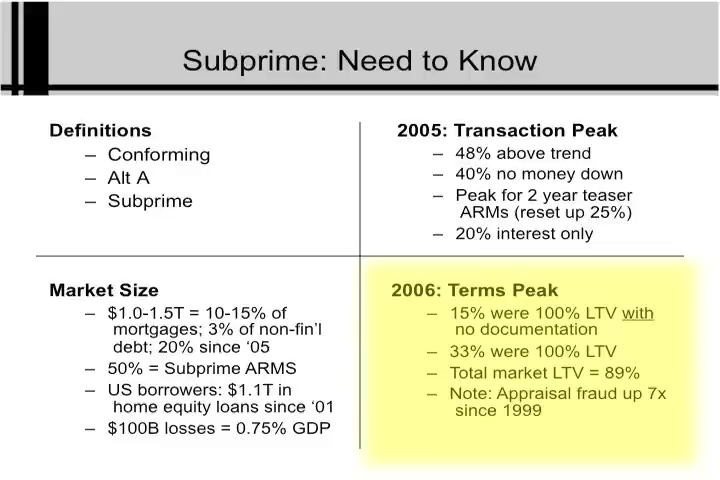 Subprime: Need to Know
Definitions
– Conforming
– Alt A
– Subprime
2005: Transaction Peak
– 48% above trend
– 40% no money down
– Peak for 2 year teaser
ARMs (reset up 25%)
– 20% interest only
Market Size
– $1.0-1.5T = 10-15% of
mortgages; 3% of non-fin’l
debt; 20% since ‘05
– 50% = Subprime ARMS
– US borrowers: $1.1T in
home equity loans since ‘01
– $100B losses = 0.75% GDP
2006: Terms Peak
– 15% were 100% LTV with
no documentation
– 33% were 100% LTV
– Total market LTV = 89%
– Note: Appraisal fraud up 7x
since 1999